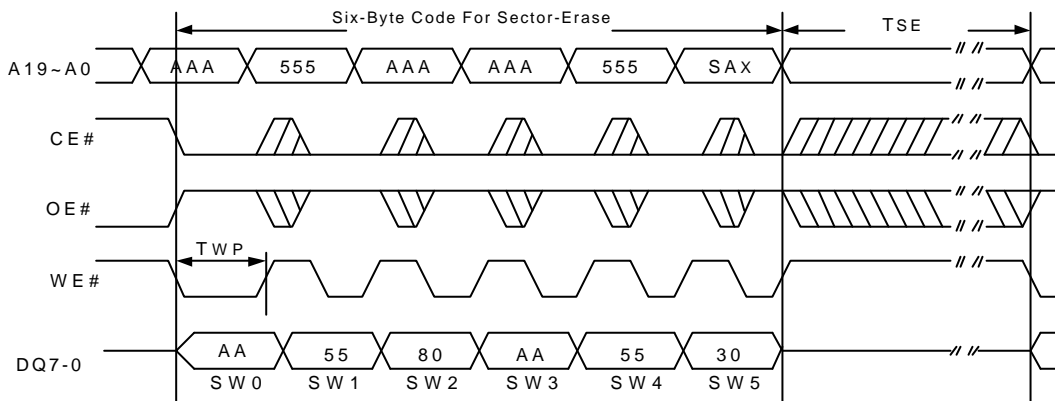 Six-Byte Code For Sector-Erase TSE
A19~A0 AAA 555 AAA AAA 555 SAX
CE#
OE#
TWP
WE#
DQ7-0 AA 55 80 AA 55 30
SW0 SW1 SW2 SW3 SW4 SW5